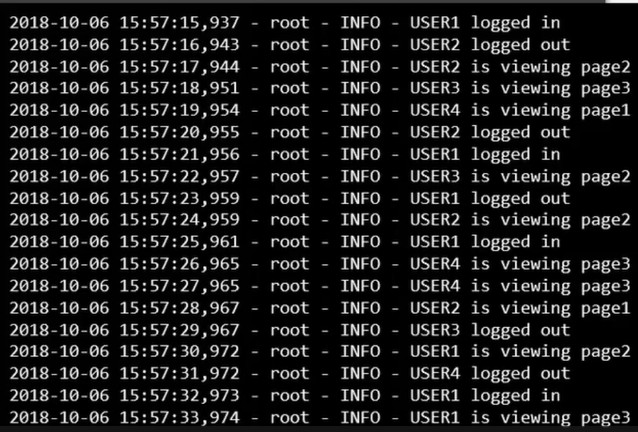 2018-10-06 15:57:15,937 - root - INFO - USER1 logged in
2018-10-06 15:57:16,943 - root - INFO - USER2 logged out
2018-10-06 15:57:17,944 - root - INFO - USER2 is viewing page2
2018-10-06 15:57:18,951 - root - INFO - USER3 is viewing page3
2018-10-06 15:57:19,954 - root - INFO - USER4 is viewing page1
2018-10-06 15:57:20,955 - root - INFO - USER2 logged out
2018-10-06 15:57:21,956 - root - INFO - USER1 logged in
2018-10-06 15:57:22,957 - root - INFO - USER3 is viewing page2
2018-10-06 15:57:23,959 - root - INFO - USER1 logged out
2018-10-06 15:57:24,959 - root - INFO - USER2 is viewing page2
2018-10-06 15:57:25,961 - root - INFO - USER1 logged in
2018-10-06 15:57:26,965 - root - INFO - USER4 is viewing page3
2018-10-06 15:57:27,965 - root - INFO - USER4 is viewing page3
2018-10-06 15:57:28,967 - root - INFO - USER2 is viewing page1
2018-10-06 15:57:29,967 - root - INFO - USER3 logged out
2018-10-06 15:57:30,972 - root - INFO - USER1 is viewing page2
2018-10-06 15:57:31,972 - root - INFO - USER4 logged out
2018-10-06 15:57:32,973 - root - INFO - USER1 logged in
2018-10-06 15:57:33,974 - root - INFO - USER1 is viewing page3